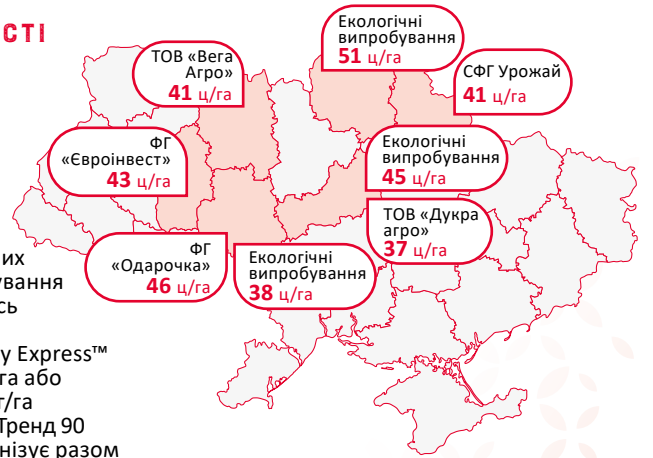 СТІ
Екологічні
випробування
51 ц/га
ТОВ «Вега
Агро»
41 ц/га
СФГ Урожай
41 ц/га
ФГ
«Євроінвест»
43 ц/га
Екологічні
випробування
45 ц/га
ТОВ «Дукра
агро»
37 ц/га
ФГ
«Одарочка»
46 ц/га
Екологічні
випробування
38 ц/га
их
ування
сь
y Express™
га або
т/га
Тренд 90
нізує разом